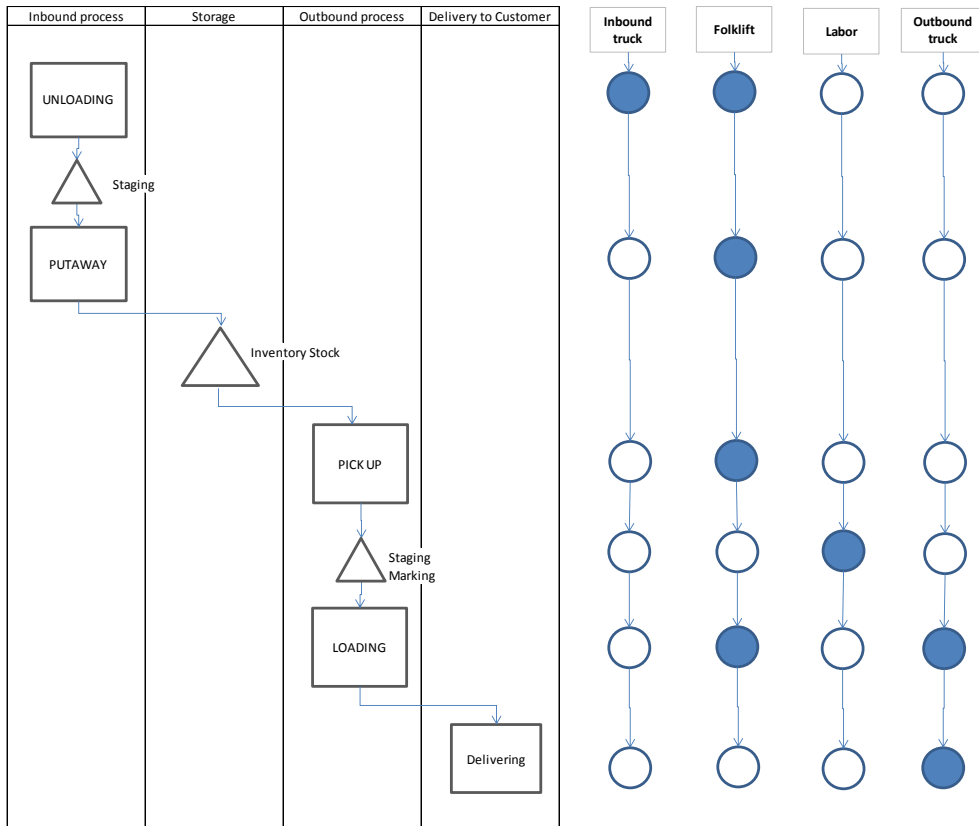 Inbound process
Storage
Outbound process
Delivery to Customer
Inbound
truck
Folklift
Labor
Outbound
truck
UNLOADING
Staging
PUTAWAY
Inventory Stock
PICK UP
Staging
Marking
LOADING
Delivering